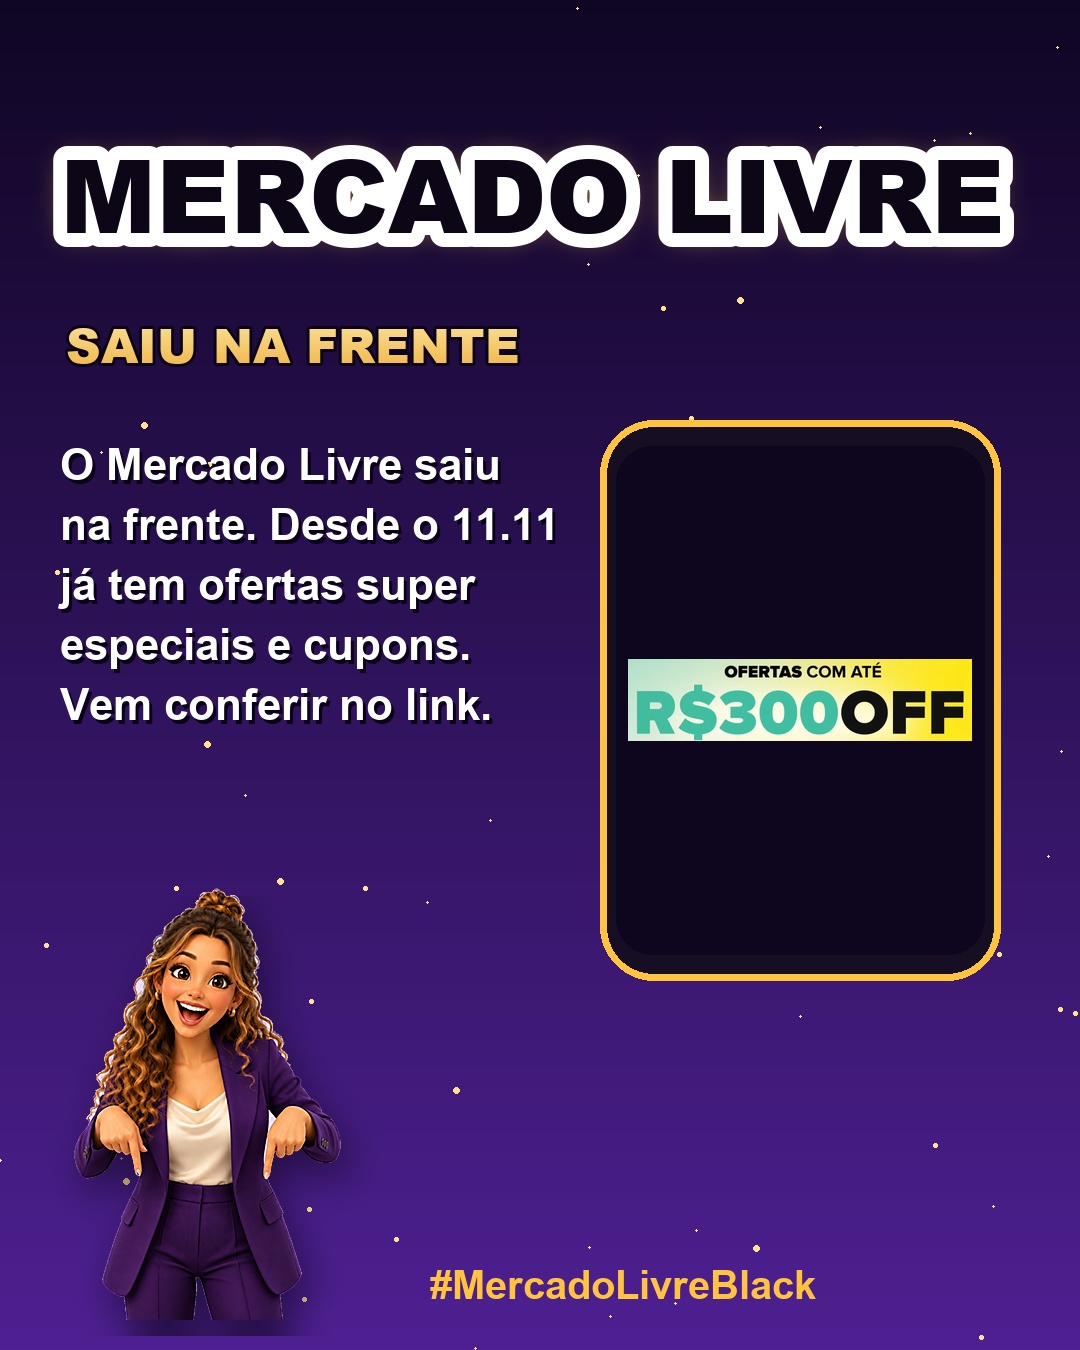 MERCADO LIVRE
SAIU NA FRENTE
O Mercado Livre saiu
na frente. Desde o 11.11
já tem ofertas super
especiais e cupons.
Vem conferir no link.
OFERTAS COM ATÉ
R$300OFF
#MercadoLivreBlack